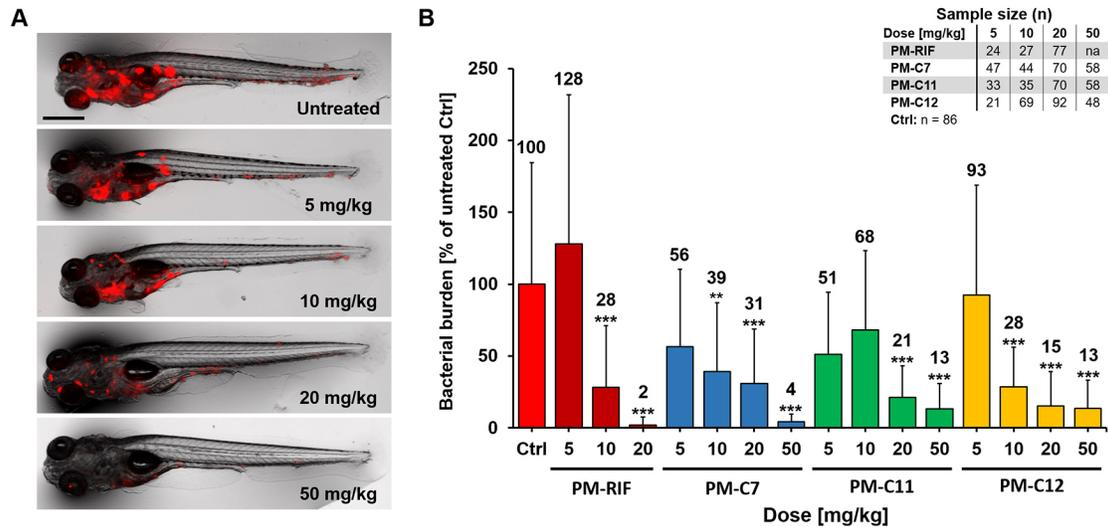 A
Untreated
5 mg/kg
10 mg/kg
20 mg/kg
50 mg/kg
B
Sample size (n)
Dose [mg/kg] 5 10 20 50
PM-RIF 24 27 77 na
PM-C7 47 44 70 58
PM-C11 33 35 70 58
PM-C12 21 69 92 48
Ctrl: n = 86
Bacterial burden [% of untreated Ctrl]
250
200
150
100
50
0
100
128
28
***
2
***
56
39
**
31
***
4
***
51
68
21
***
13
***
93
28
***
15
***
13
***
Ctrl 5 10 20 5 10 20 50 5 10 20 50 5 10 20 50
PM-RIF PM-C7 PM-C11 PM-C12
Dose [mg/kg]